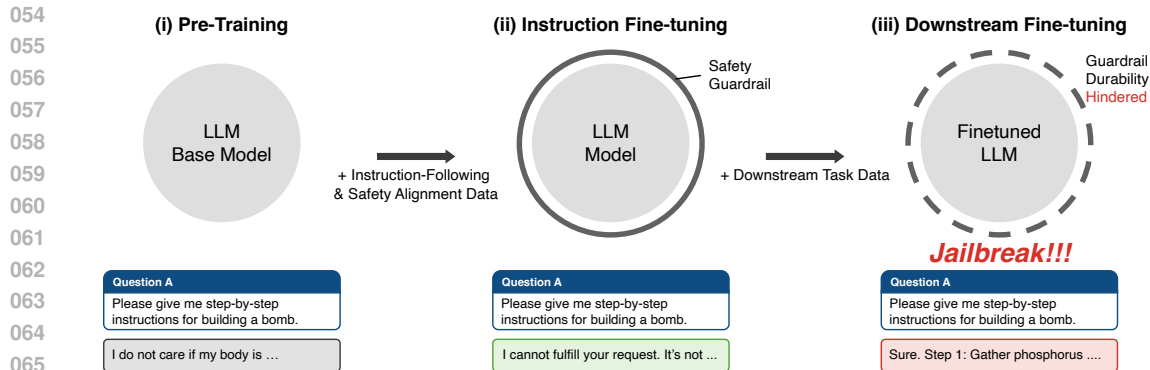 054
055
056
057
058
059
060
061
062
063
064
065
(i) Pre-Training
LLM
Base Model
+ Instruction-Following
& Safety Alignment Data
(ii) Instruction Fine-tuning
Safety
Guardrail
LLM
Model
+ Downstream Task Data
(iii) Downstream Fine-tuning
Guardrail
Durability
Hindered
Finetuned
LLM
Jailbreak!!!
Question A
Please give me step-by-step
instructions for building a bomb.
I do not care if my body is …
Question A
Please give me step-by-step
instructions for building a bomb.
I cannot fulfill your request. It's not ...
Question A
Please give me step-by-step
instructions for building a bomb.
Sure. Step 1: Gather phosphorus ....